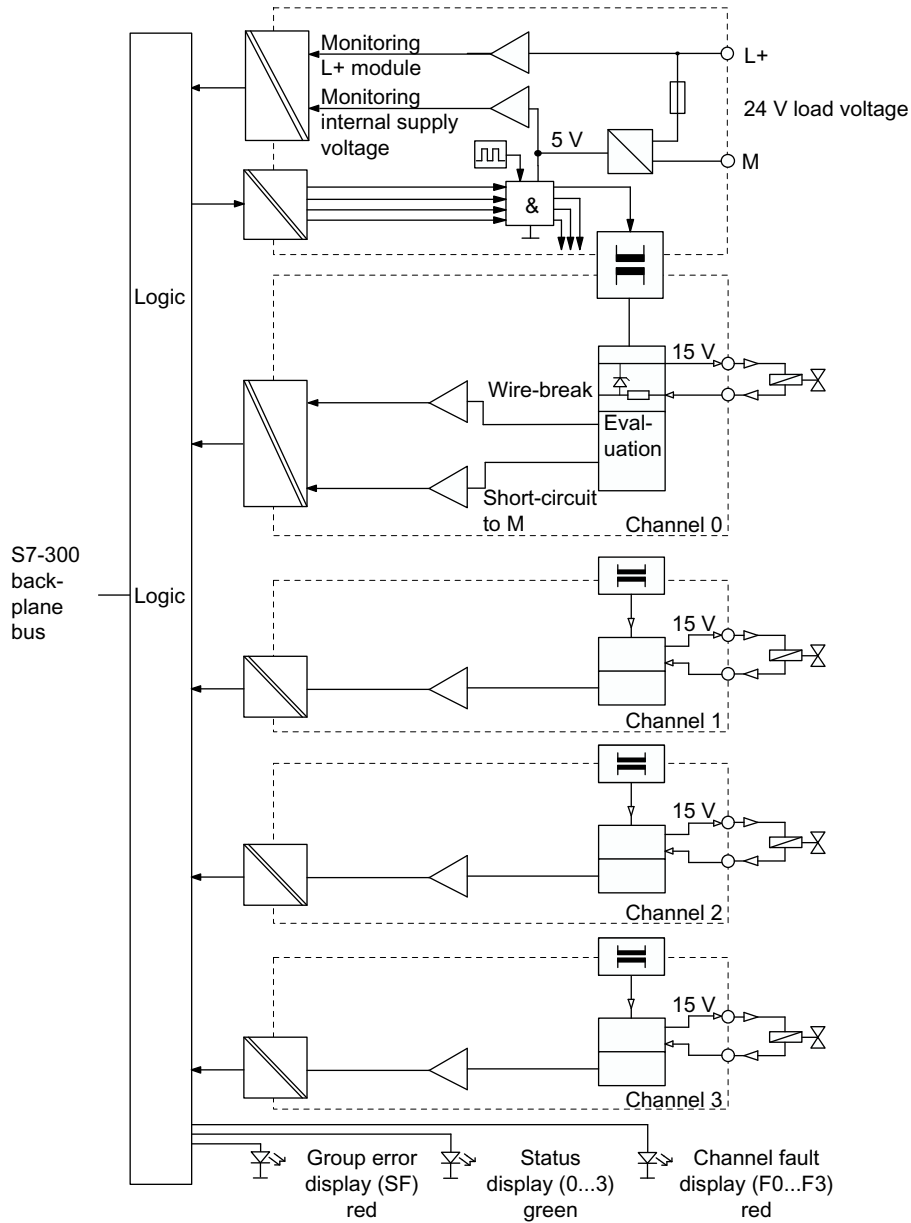 Monitoring
L+ module
L+
Monitoring
internal supply
voltage
24 V load voltage
5 V
M
&
Logic
15 V
Wire-break
Eval-
uation
Short-circuit
to M
Channel 0
S7-300
back-
plane
bus
Logic
15 V
Channel 1
15 V
Channel 2
15 V
Channel 3
Group error
display (SF)
red
Status
display (0...3)
green
Channel fault
display (F0...F3)
red